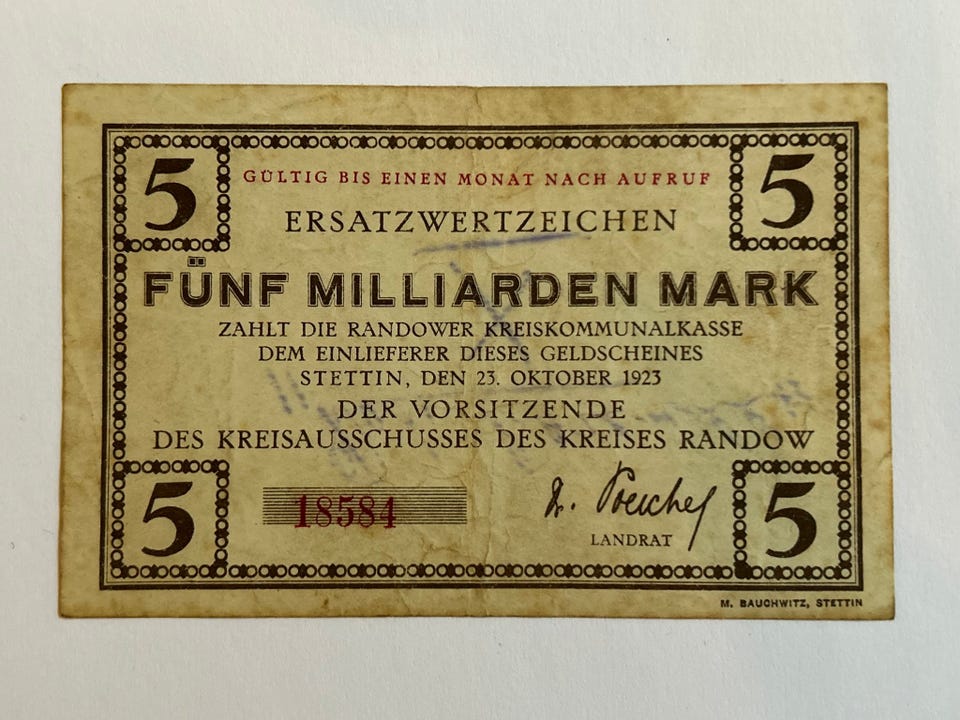 5 5
GÜLTIG BIS EINEN MONAT NACH AUFRUF
ERSATZWERTZEICHEN
FÜNF MILLIARDEN MARK
ZAHLT DIE RANDOWER KREISKOMMUNALKASSE
DEM EINLIEFERER DIESES GELDSCHEINES
STETTIN, DEN 23. OKTOBER 1923
DER VORSITZENDE
DES KREISAUSSCHUSSES DES KREISES RANDOW
5 18584 5
LANDRAT
M. BAUCHWITZ, STETTIN